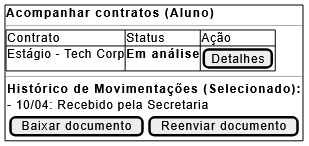 Acompanhar contratos (Aluno)
Contrato Status Ação
Estágio - Tech Corp Em análise Detalhes
Histórico de Movimentações (Selecionado):
- 10/04: Recebido pela Secretaria
Baixar documento Reenviar documento